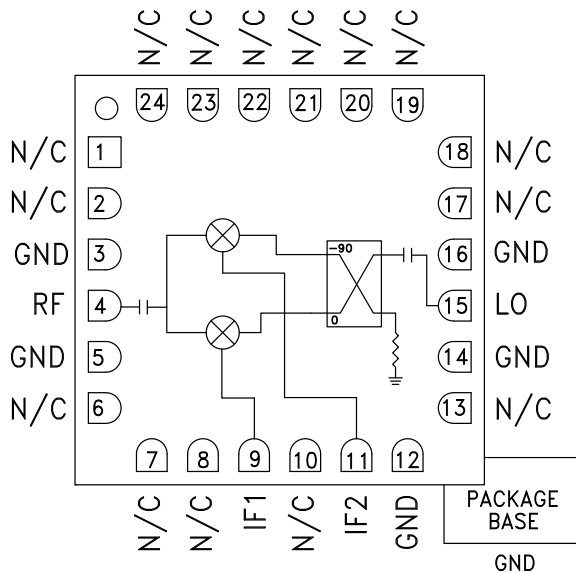 N/C N/C N/C N/C N/C N/C
24 23 22 21 20 19
N/C 1 18 N/C
N/C 2 17 N/C
GND 3 16 GND
-90
RF 4 15 LO
0
GND 5 14 GND
N/C 6 13 N/C
7 8 9 10 11 12
N/C N/C IF1 N/C IF2 GND
PACKAGE
BASE
GND